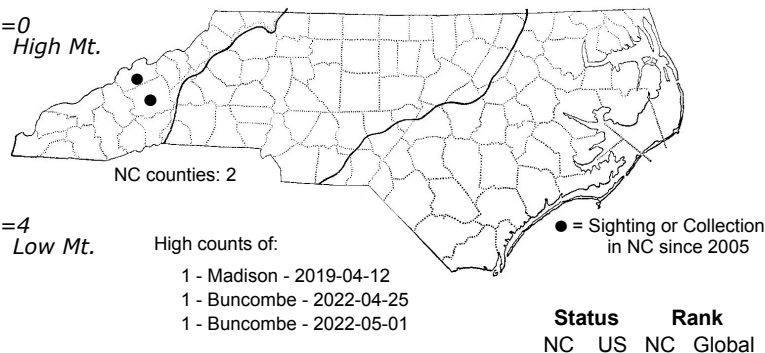 =0
High Mt.
NC counties: 2
=4
Low Mt.
High counts of:
1 - Madison - 2019-04-12
1 - Buncombe - 2022-04-25
1 - Buncombe - 2022-05-01
● = Sighting or Collection
in NC since 2005
Status Rank
NC US NC Global